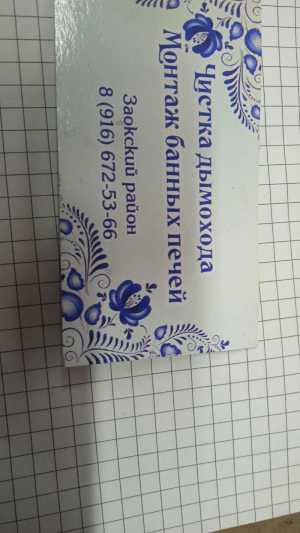 Чистка дымохода
Монтаж банных печей
Заокский район
8 (916) 672-53-66